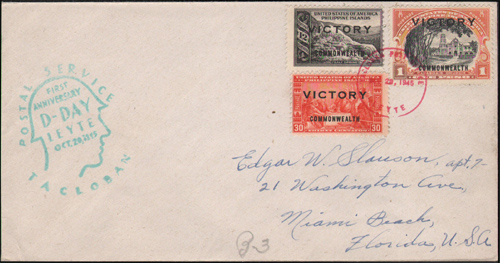 POSTAL SERVICE
FIRST
ANNIVERSARY
D-DAY
LEYTE
OCT.20,1945
TACLOBAN
UNITED STATES OF AMERICA
PHILIPPINE ISLANDS
VICTORY
COMMONWEALTH
VICTORY
COMMONWEALTH
1 1
VICTORY
COMMONWEALTH
30 30
1945
LEYTE
Edgar W. Slauson, apt. 7-
21 Washington Ave,
Miami Beach,
Florida, U.S.A
B-3